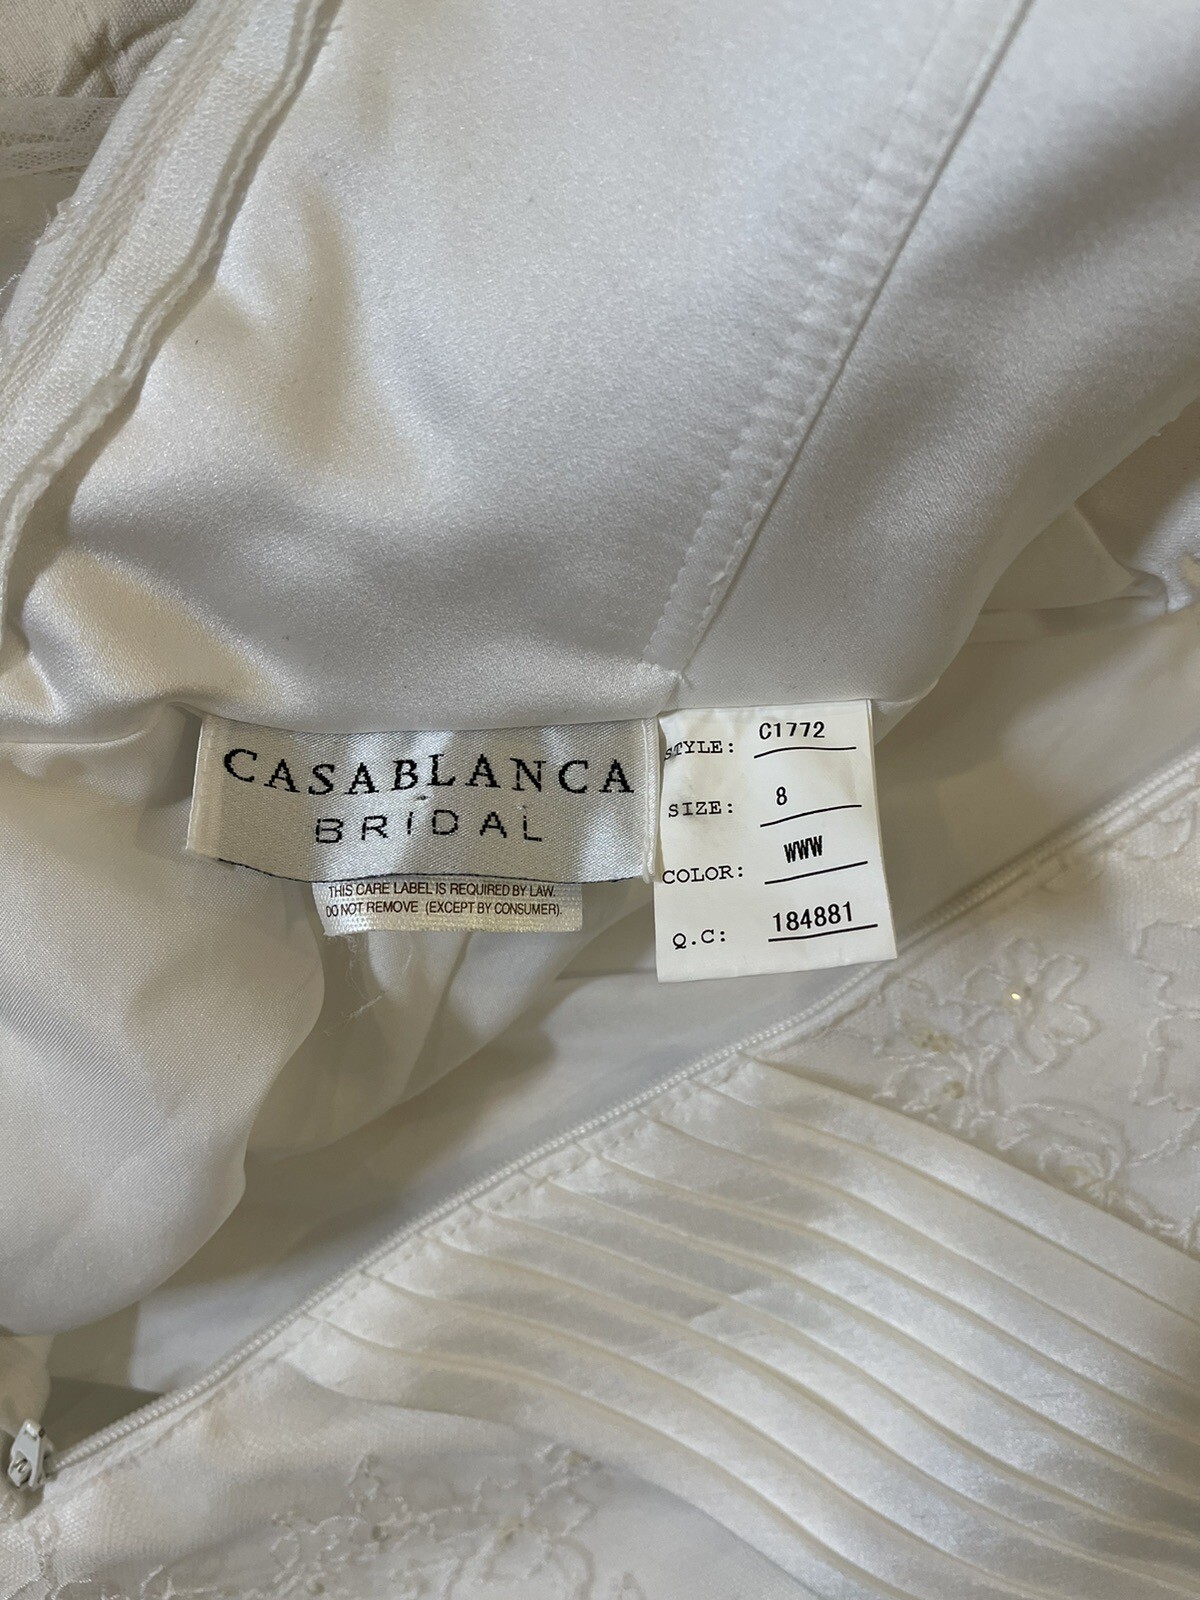 CASABLANCA
BRIDAL
THIS CARE LABEL IS REQUIRED BY LAW.
DO NOT REMOVE (EXCEPT BY CONSUMER).
STYLE: C1772
SIZE: 8
COLOR: WWW
Q.C: 184881